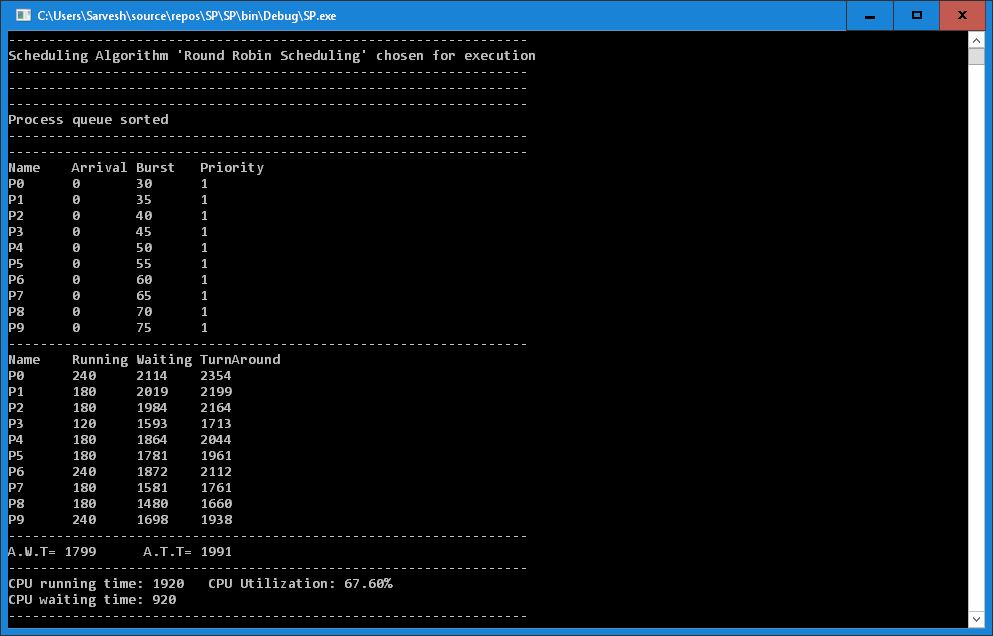 C:\Users\Sarvesh\source\repos\SP\SP\bin\Debug\SP.exe
-----------------------------------------------------------------
Scheduling Algorithm 'Round Robin Scheduling' chosen for execution
-----------------------------------------------------------------
-----------------------------------------------------------------
-----------------------------------------------------------------
Process queue sorted
-----------------------------------------------------------------
-----------------------------------------------------------------
Name    Arrival Burst   Priority
P0      0       30      1
P1      0       35      1
P2      0       40      1
P3      0       45      1
P4      0       50      1
P5      0       55      1
P6      0       60      1
P7      0       65      1
P8      0       70      1
P9      0       75      1
-----------------------------------------------------------------
Name    Running Waiting TurnAround
P0      240     2114    2354
P1      180     2019    2199
P2      180     1984    2164
P3      120     1593    1713
P4      180     1864    2044
P5      180     1781    1961
P6      240     1872    2112
P7      180     1581    1761
P8      180     1480    1660
P9      240     1698    1938
-----------------------------------------------------------------
A.W.T= 1799      A.T.T= 1991
-----------------------------------------------------------------
CPU running time: 1920   CPU Utilization: 67.60%
CPU waiting time: 920
-----------------------------------------------------------------